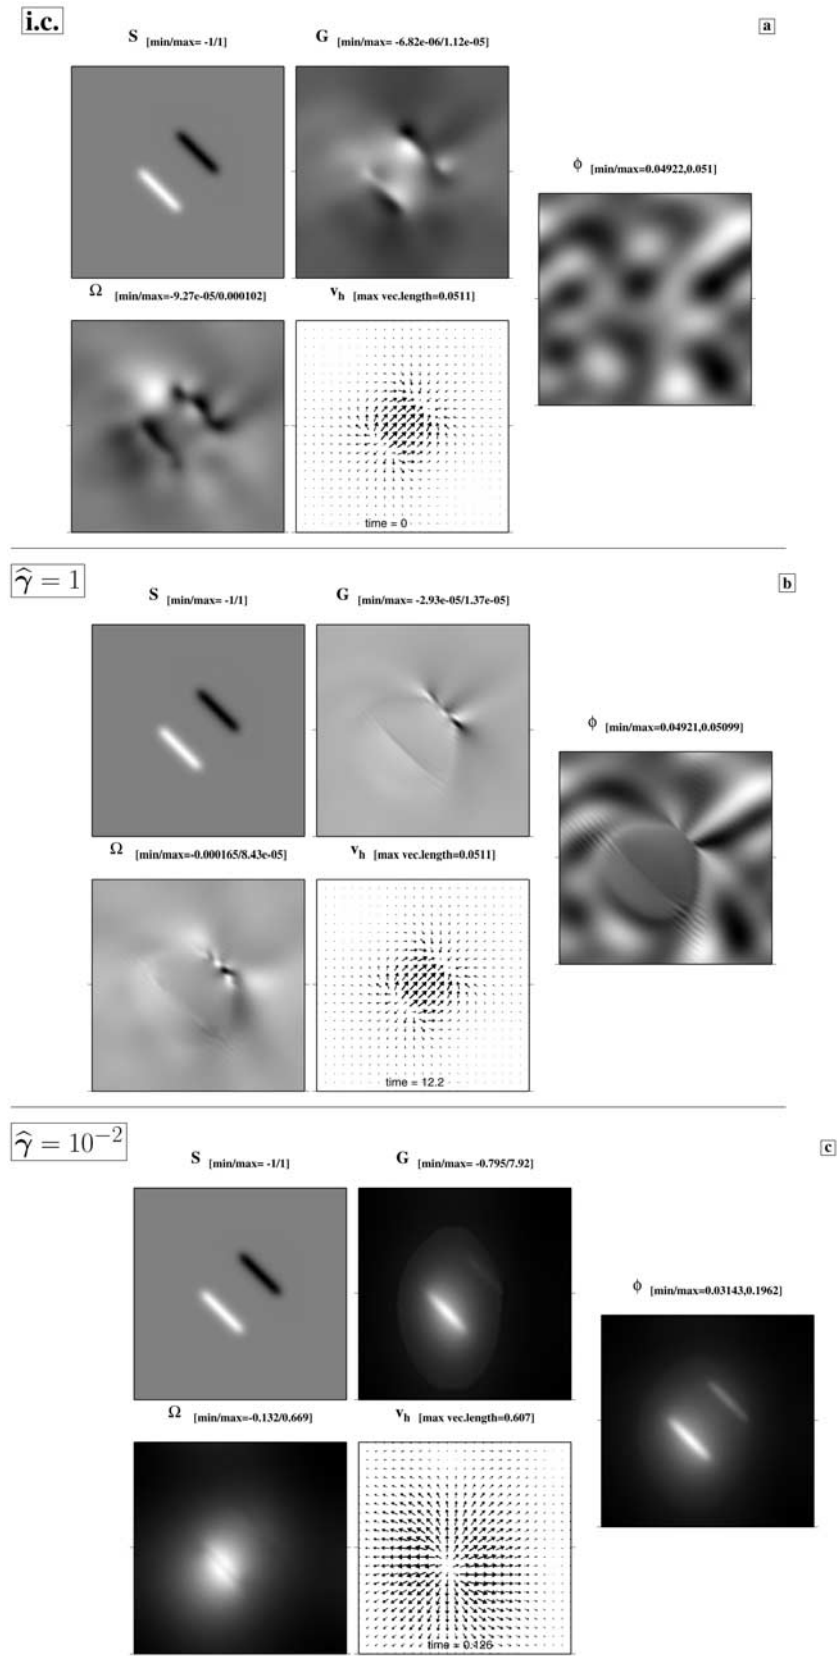 i.c.
a
S [min/max= -1/1]
G [min/max= -6.82e-06/1.12e-05]
ϕ [min/max=0.04922,0.051]
Ω [min/max=-9.27e-05/0.000102]
v_h [max vec.length=0.0511]
time = 0
γ̂ = 1
b
S [min/max= -1/1]
G [min/max= -2.93e-05/1.37e-05]
ϕ [min/max=0.04921,0.05099]
Ω [min/max=-0.000165/8.43e-05]
v_h [max vec.length=0.0511]
time = 12.2
γ̂ = 10⁻²
c
S [min/max= -1/1]
G [min/max= -0.795/7.92]
ϕ [min/max=0.03143,0.1962]
Ω [min/max=-0.132/0.669]
v_h [max vec.length=0.607]
time = 0.126